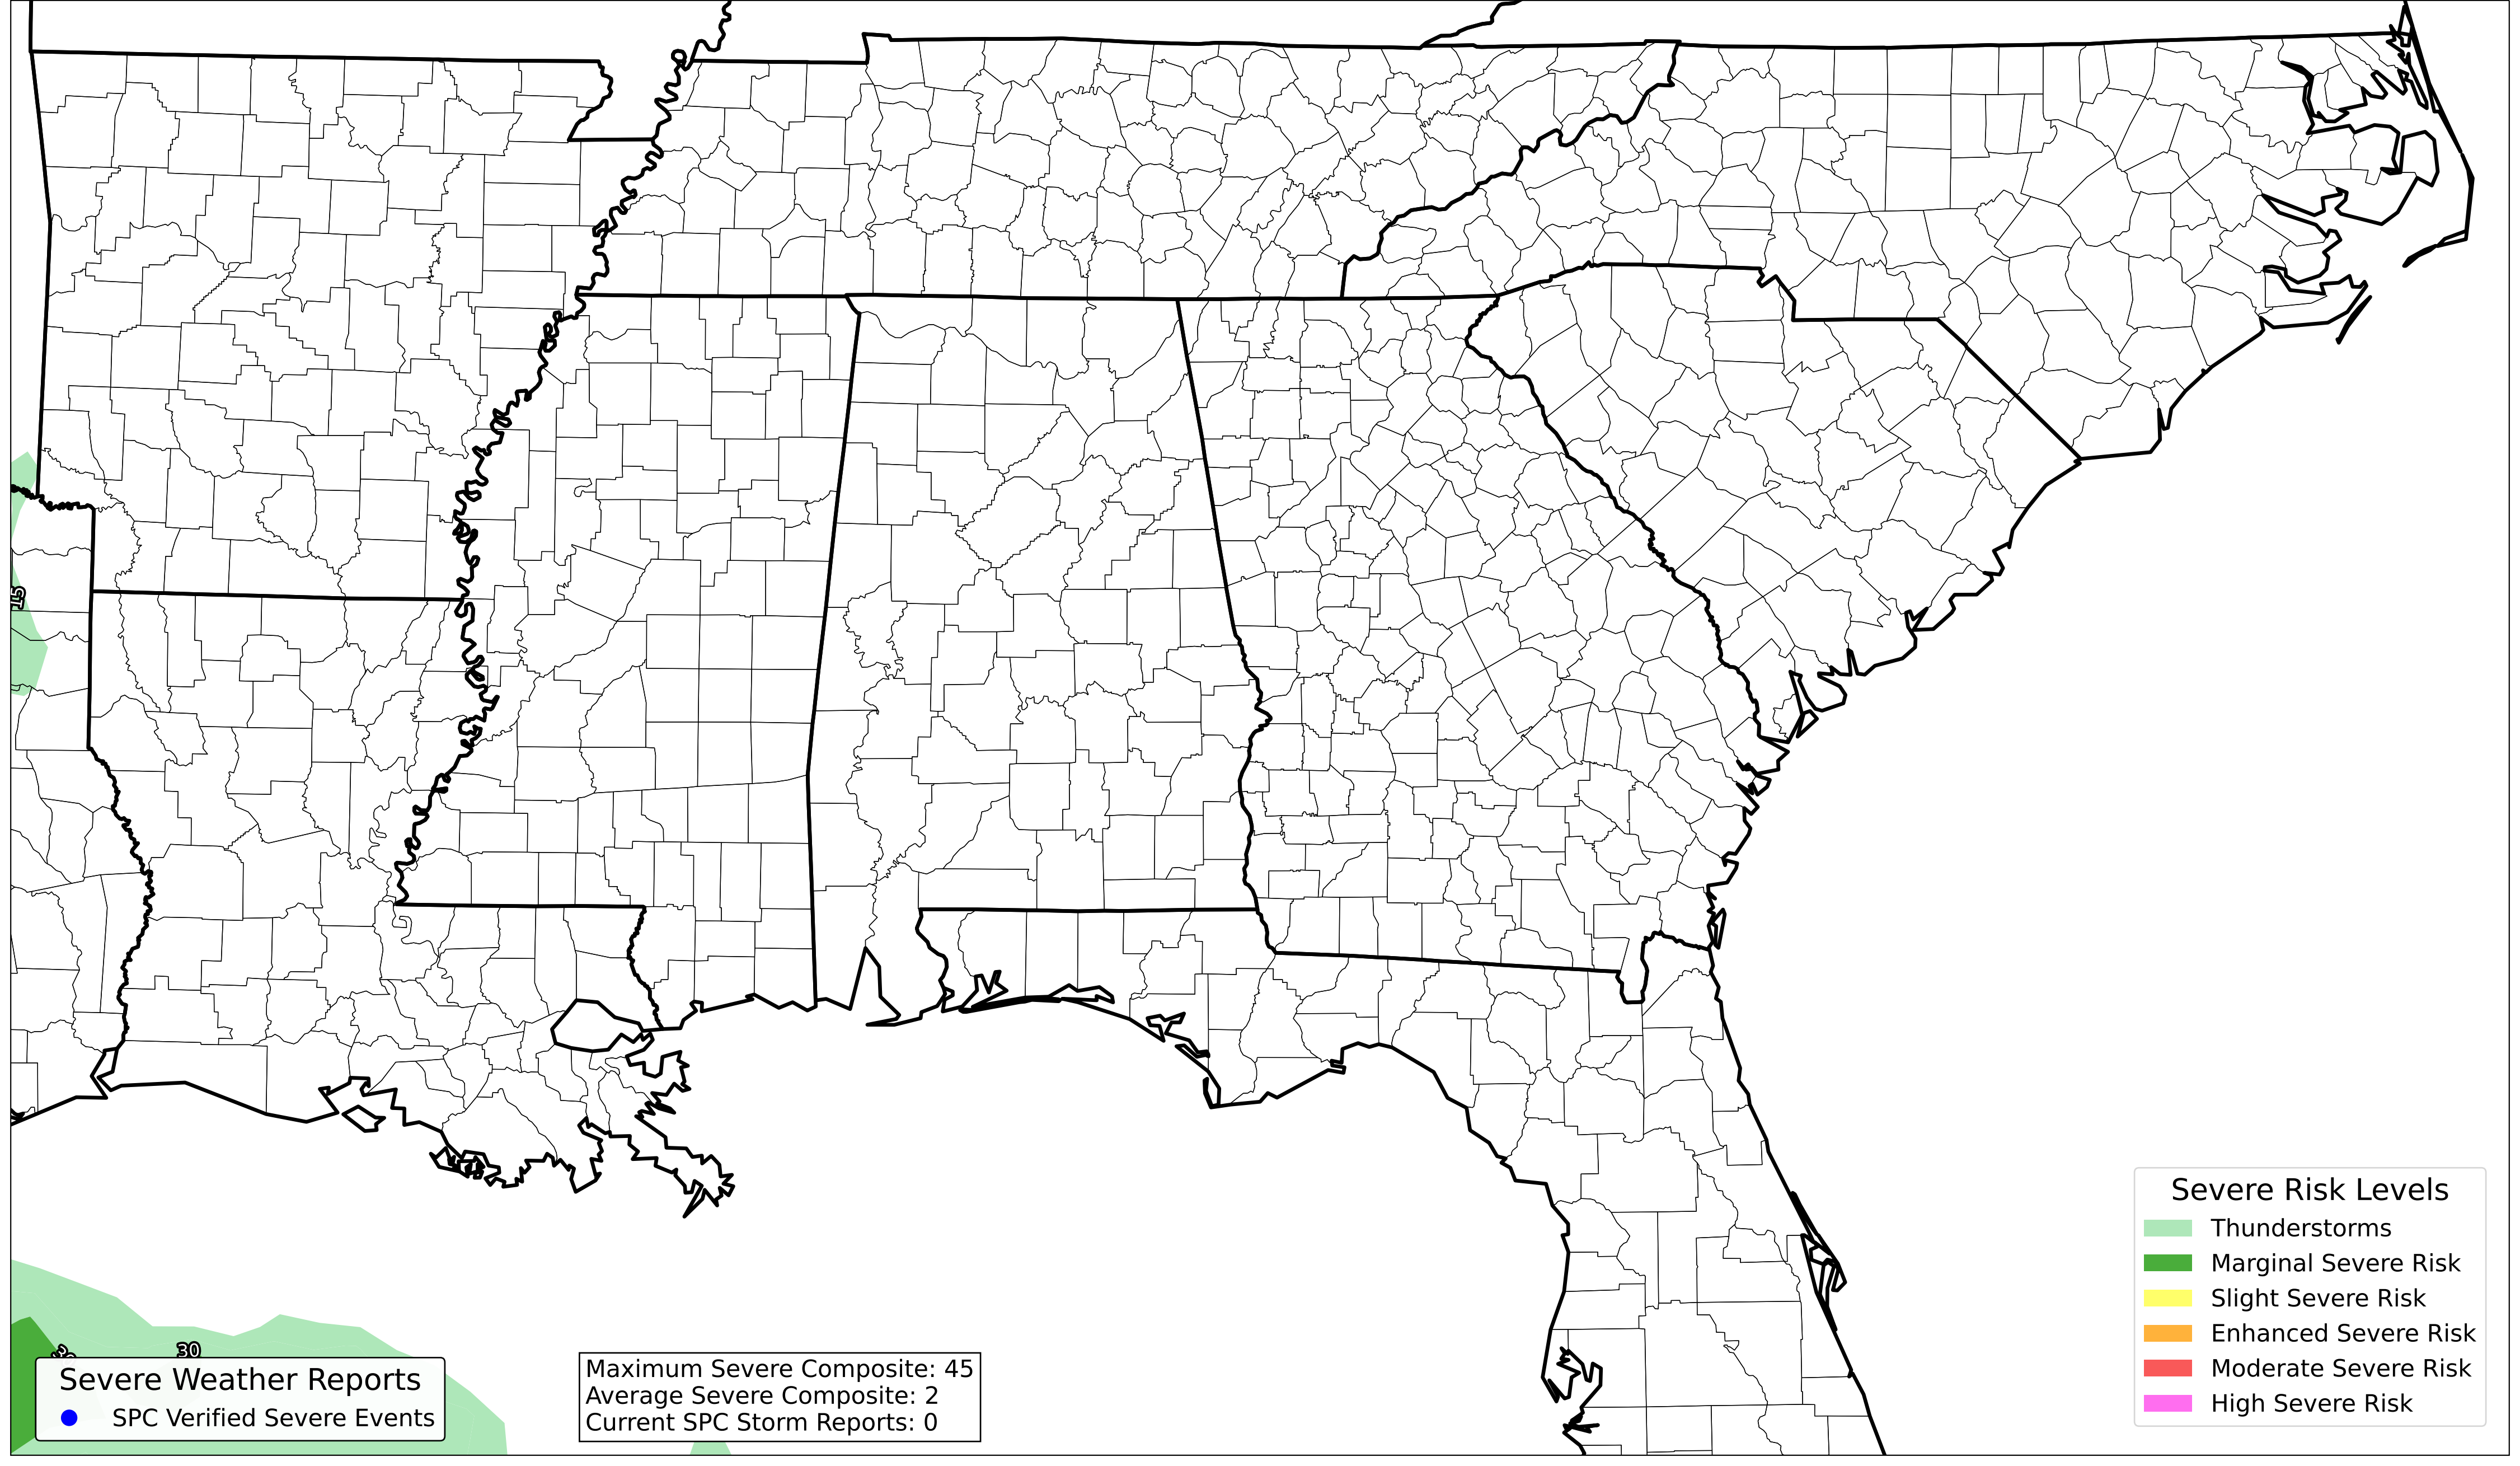 15
30
Severe Weather Reports
SPC Verified Severe Events
Maximum Severe Composite: 45
Average Severe Composite: 2
Current SPC Storm Reports: 0
Severe Risk Levels
Thunderstorms
Marginal Severe Risk
Slight Severe Risk
Enhanced Severe Risk
Moderate Severe Risk
High Severe Risk